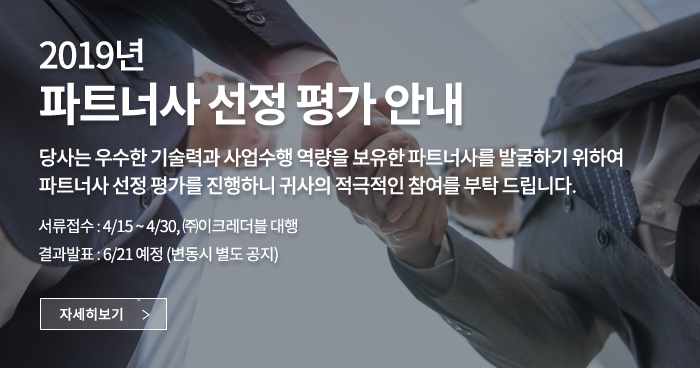 2019년
파트너사 선정 평가 안내
당사는 우수한 기술력과 사업수행 역량을 보유한 파트너사를 발굴하기 위하여
파트너사 선정 평가를 진행하니 귀사의 적극적인 참여를 부탁 드립니다.
서류접수 : 4/15 ~ 4/30, ㈜이크레더블 대행
결과발표 : 6/21 예정 (변동시 별도 공지)
자세히보기 >